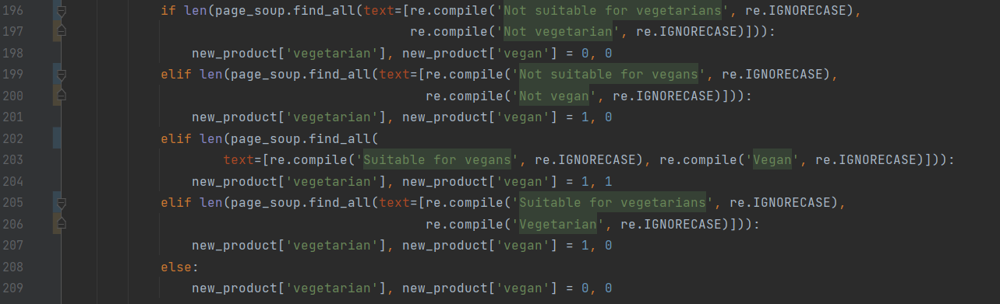 196 if len(page_soup.find_all(text=[re.compile('Not suitable for vegetarians', re.IGNORECASE),
197 re.compile('Not vegetarian', re.IGNORECASE)])):
198 new_product['vegetarian'], new_product['vegan'] = 0, 0
199 elif len(page_soup.find_all(text=[re.compile('Not suitable for vegans', re.IGNORECASE),
200 re.compile('Not vegan', re.IGNORECASE)])):
201 new_product['vegetarian'], new_product['vegan'] = 1, 0
202 elif len(page_soup.find_all(
203 text=[re.compile('Suitable for vegans', re.IGNORECASE), re.compile('Vegan', re.IGNORECASE)])):
204 new_product['vegetarian'], new_product['vegan'] = 1, 1
205 elif len(page_soup.find_all(text=[re.compile('Suitable for vegetarians', re.IGNORECASE),
206 re.compile('Vegetarian', re.IGNORECASE)])):
207 new_product['vegetarian'], new_product['vegan'] = 1, 0
208 else:
209 new_product['vegetarian'], new_product['vegan'] = 0, 0